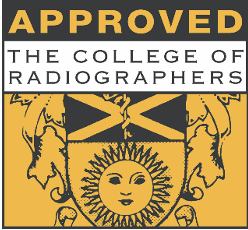 APPROVED
THE COLLEGE OF
RADIOGRAPHERS